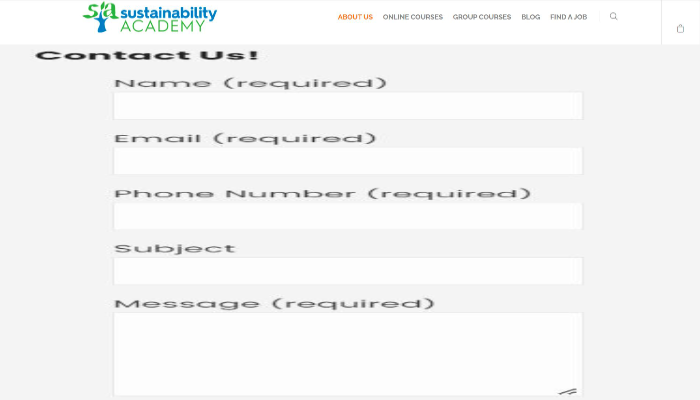 sa sustainability
ACADEMY
ABOUT US ONLINE COURSES GROUP COURSES BLOG FIND A JOB
Contact Us!
Name (required)
Email (required)
Phone Number (required)
Subject
Message (required)